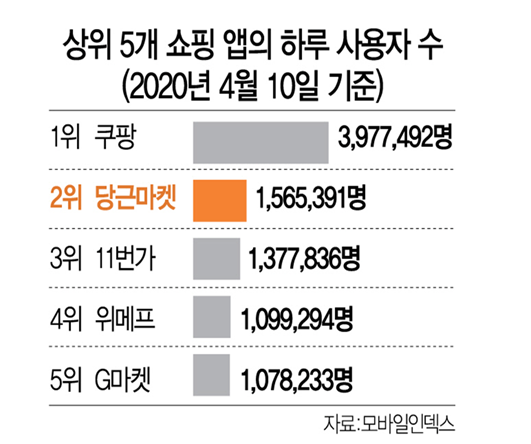 상위 5개 쇼핑 앱의 하루 사용자 수
(2020년 4월 10일 기준)
1위 쿠팡 3,977,492명
2위 당근마켓 1,565,391명
3위 11번가 1,377,836명
4위 위메프 1,099,294명
5위 G마켓 1,078,233명
자료:모바일인덱스